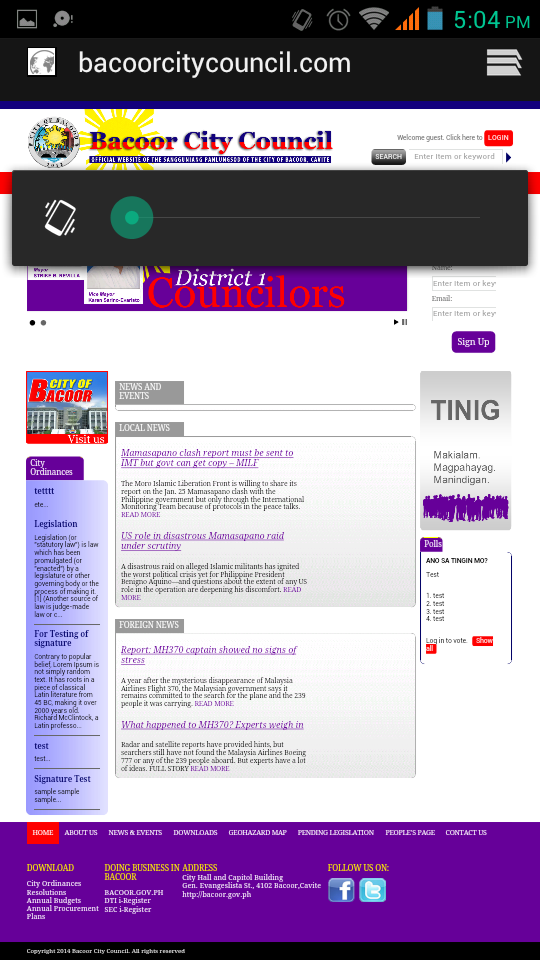 5:04 PM
bacoorcitycouncil.com
Bacoor City Council
OFFICIAL WEBSITE OF THE SANGGUNIANG PANLUNGSOD OF THE CITY OF BACOOR, CAVITE
Welcome guest. Click here to LOGIN
SEARCH Enter item or keyword
Mayor
STRIKE B. REVILLA
Vice Mayor
Karen Sarino-Evaristo
District 1
Councilors
Name:
Enter Item or key
Email:
Enter Item or key
Sign Up
CITY OF
BACOOR
Visit us
City
Ordinances
tetttt
ete...
Legislation
Legislation (or
"statutory law") is law
which has been
promulgated (or
"enacted") by a
legislature or other
governing body or the
process of making it.
[1] (Another source of
law is judge-made
law or c...
For Testing of
signature
Contrary to popular
belief, Lorem Ipsum is
not simply random
text. It has roots in a
piece of classical
Latin literature from
45 BC, making it over
2000 years old.
Richard McClintock, a
Latin professo...
test
test...
Signature Test
sample sample
sample...
NEWS AND
EVENTS
LOCAL NEWS
Mamasapano clash report must be sent to
IMT but govt can get copy – MILF
The Moro Islamic Liberation Front is willing to share its
report on the Jan. 25 Mamasapano clash with the
Philippine government but only through the International
Monitoring Team because of protocols in the peace talks.
READ MORE
US role in disastrous Mamasapano raid
under scrutiny
A disastrous raid on alleged Islamic militants has ignited
the worst political crisis yet for Philippine President
Benigno Aquino—and questions about the extent of any US
role in the operation are deepening his discomfort. READ
MORE
FOREIGN NEWS
Report: MH370 captain showed no signs of
stress
A year after the mysterious disappearance of Malaysia
Airlines Flight 370, the Malaysian government says it
remains committed to the search for the plane and the 239
people it was carrying. READ MORE
What happened to MH370? Experts weigh in
Radar and satellite reports have provided hints, but
searchers still have not found the Malaysia Airlines Boeing
777 or any of the 239 people aboard. But experts have a lot
of ideas. FULL STORY READ MORE
TINIG
Makialam.
Magpahayag.
Manindigan.
Polls
ANO SA TINGIN MO?
Test
1. test
2. test
3. test
4. test
Log in to vote. Show
all
HOME ABOUT US NEWS & EVENTS DOWNLOADS GEOHAZARD MAP PENDING LEGISLATION PEOPLE'S PAGE CONTACT US
DOWNLOAD
City Ordinances
Resolutions
Annual Budgets
Annual Procurement
Plans
DOING BUSINESS IN
BACOOR
BACOOR.GOV.PH
DTI i-Register
SEC i-Register
ADDRESS
City Hall and Capitol Building
Gen. Evangeslista St., 4102 Bacoor,Cavite
http://bacoor.gov.ph
FOLLOW US ON:
Copyright 2014 Bacoor City Council. All rights reserved